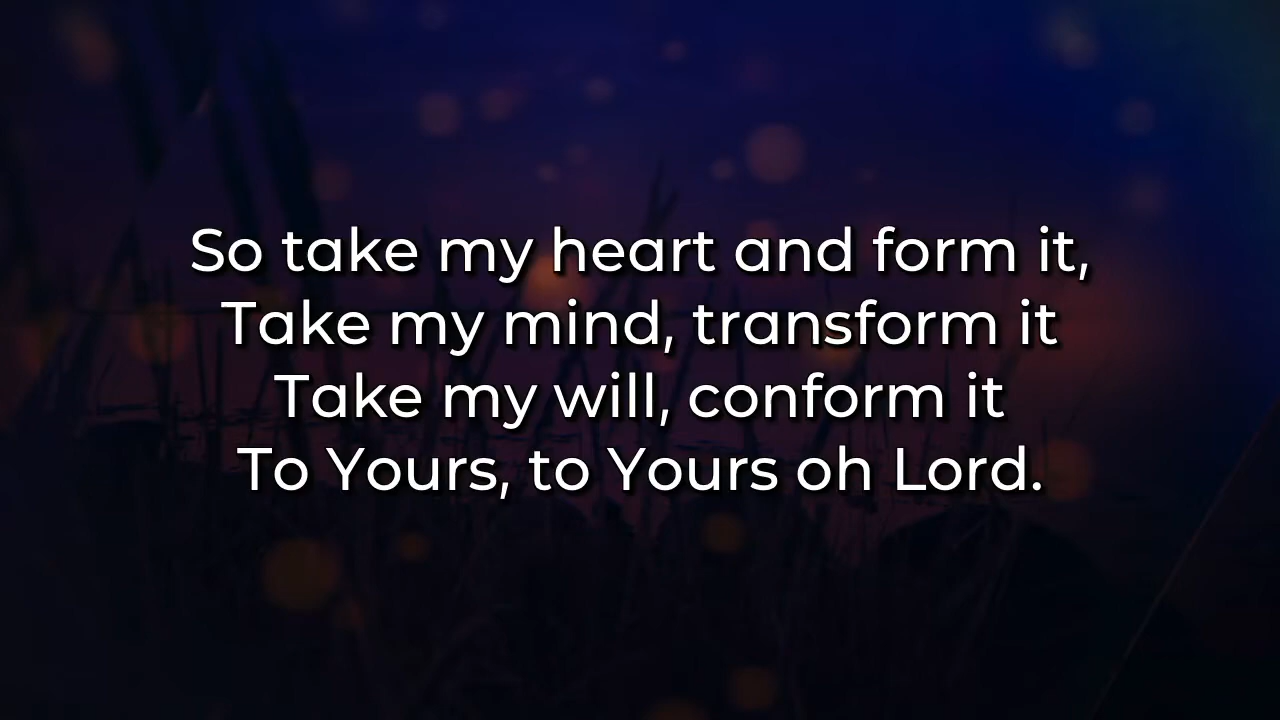 So take my heart and form it,
Take my mind, transform it
Take my will, conform it
To Yours, to Yours oh Lord.